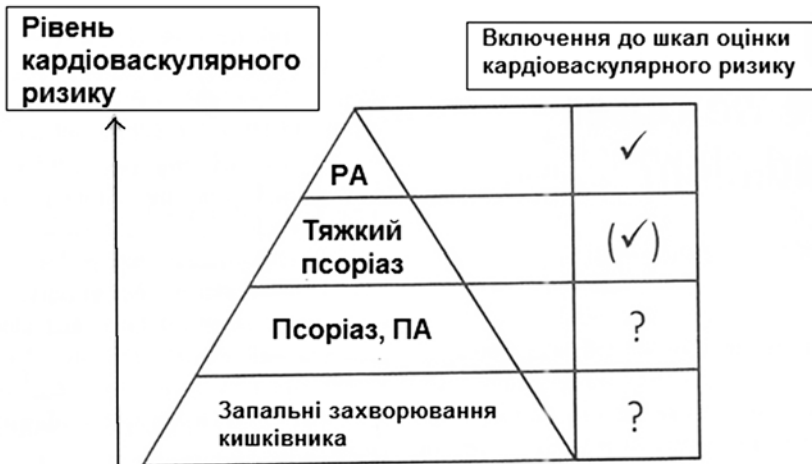 Рівень
кардіоваскулярного
ризику
Включення до шкал оцінки
кардіоваскулярного ризику
РА
✓
Тяжкий
псоріаз
(✓)
Псоріаз, ПА
?
Запальні захворювання
кишківника
?